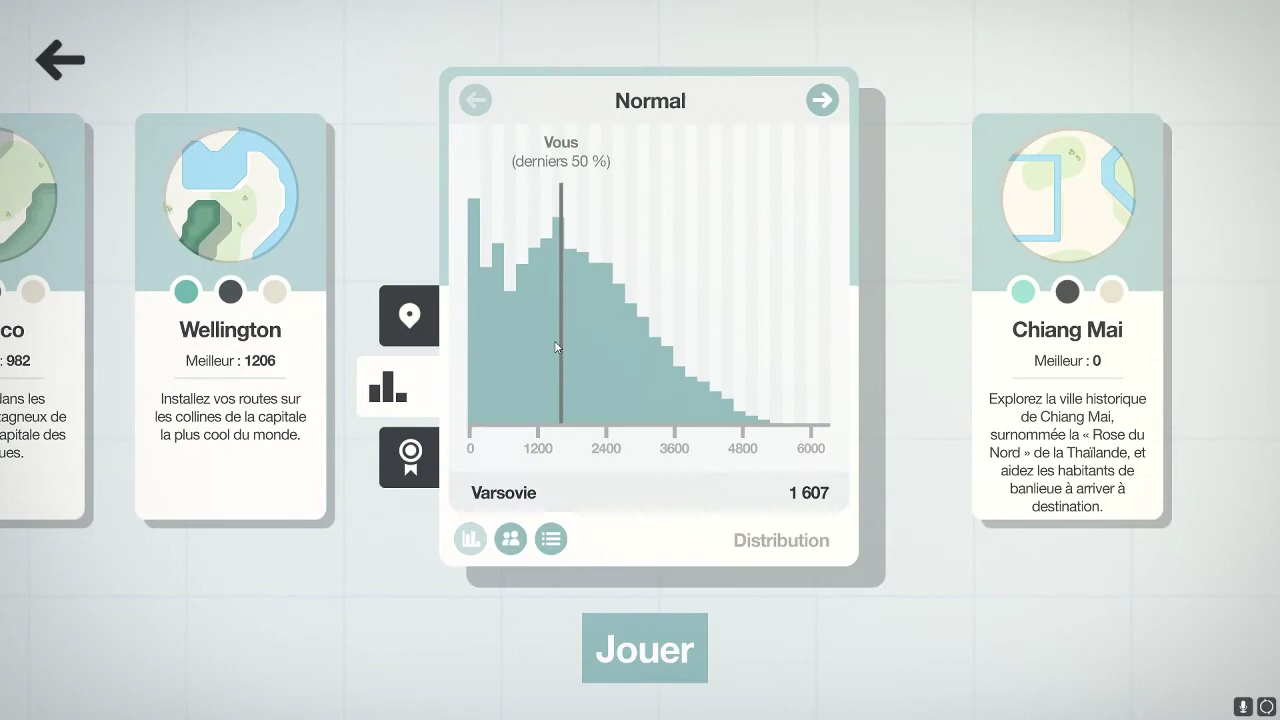 Normal
Vous
(derniers 50 %)
0 1200 2400 3600 4800 6000
Varsovie 1 607
Distribution
Jouer
co
: 982
dans les
tagneux de
apitale des
ues.
Wellington
Meilleur : 1206
Installez vos routes sur
les collines de la capitale
la plus cool du monde.
Chiang Mai
Meilleur : 0
Explorez la ville historique
de Chiang Mai,
surnommée la « Rose du
Nord » de la Thaïlande, et
aidez les habitants de
banlieue à arriver à
destination.